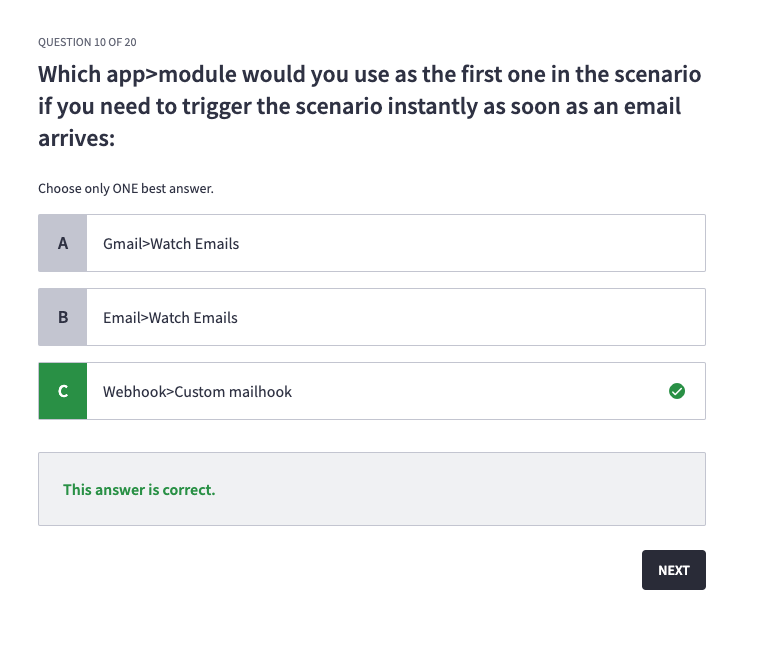 QUESTION 10 OF 20
Which app>module would you use as the first one in the scenario
if you need to trigger the scenario instantly as soon as an email
arrives:
Choose only ONE best answer.
A Gmail>Watch Emails
B Email>Watch Emails
C Webhook>Custom mailhook
This answer is correct.
NEXT